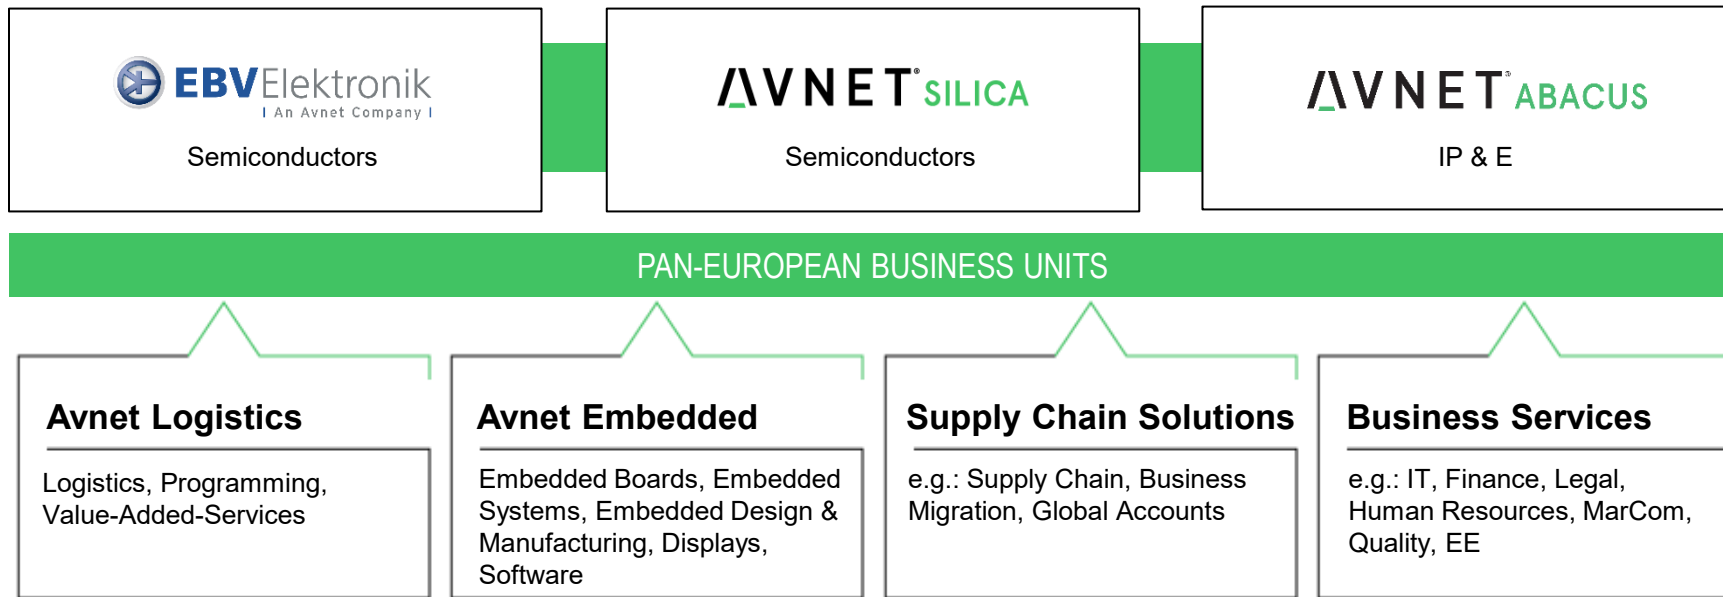 EBVElektronik
| An Avnet Company |
Semiconductors
AVNET® SILICA
Semiconductors
AVNET® ABACUS
IP & E
PAN-EUROPEAN BUSINESS UNITS
Avnet Logistics
Logistics, Programming,
Value-Added-Services
Avnet Embedded
Embedded Boards, Embedded
Systems, Embedded Design &
Manufacturing, Displays,
Software
Supply Chain Solutions
e.g.: Supply Chain, Business
Migration, Global Accounts
Business Services
e.g.: IT, Finance, Legal,
Human Resources, MarCom,
Quality, EE